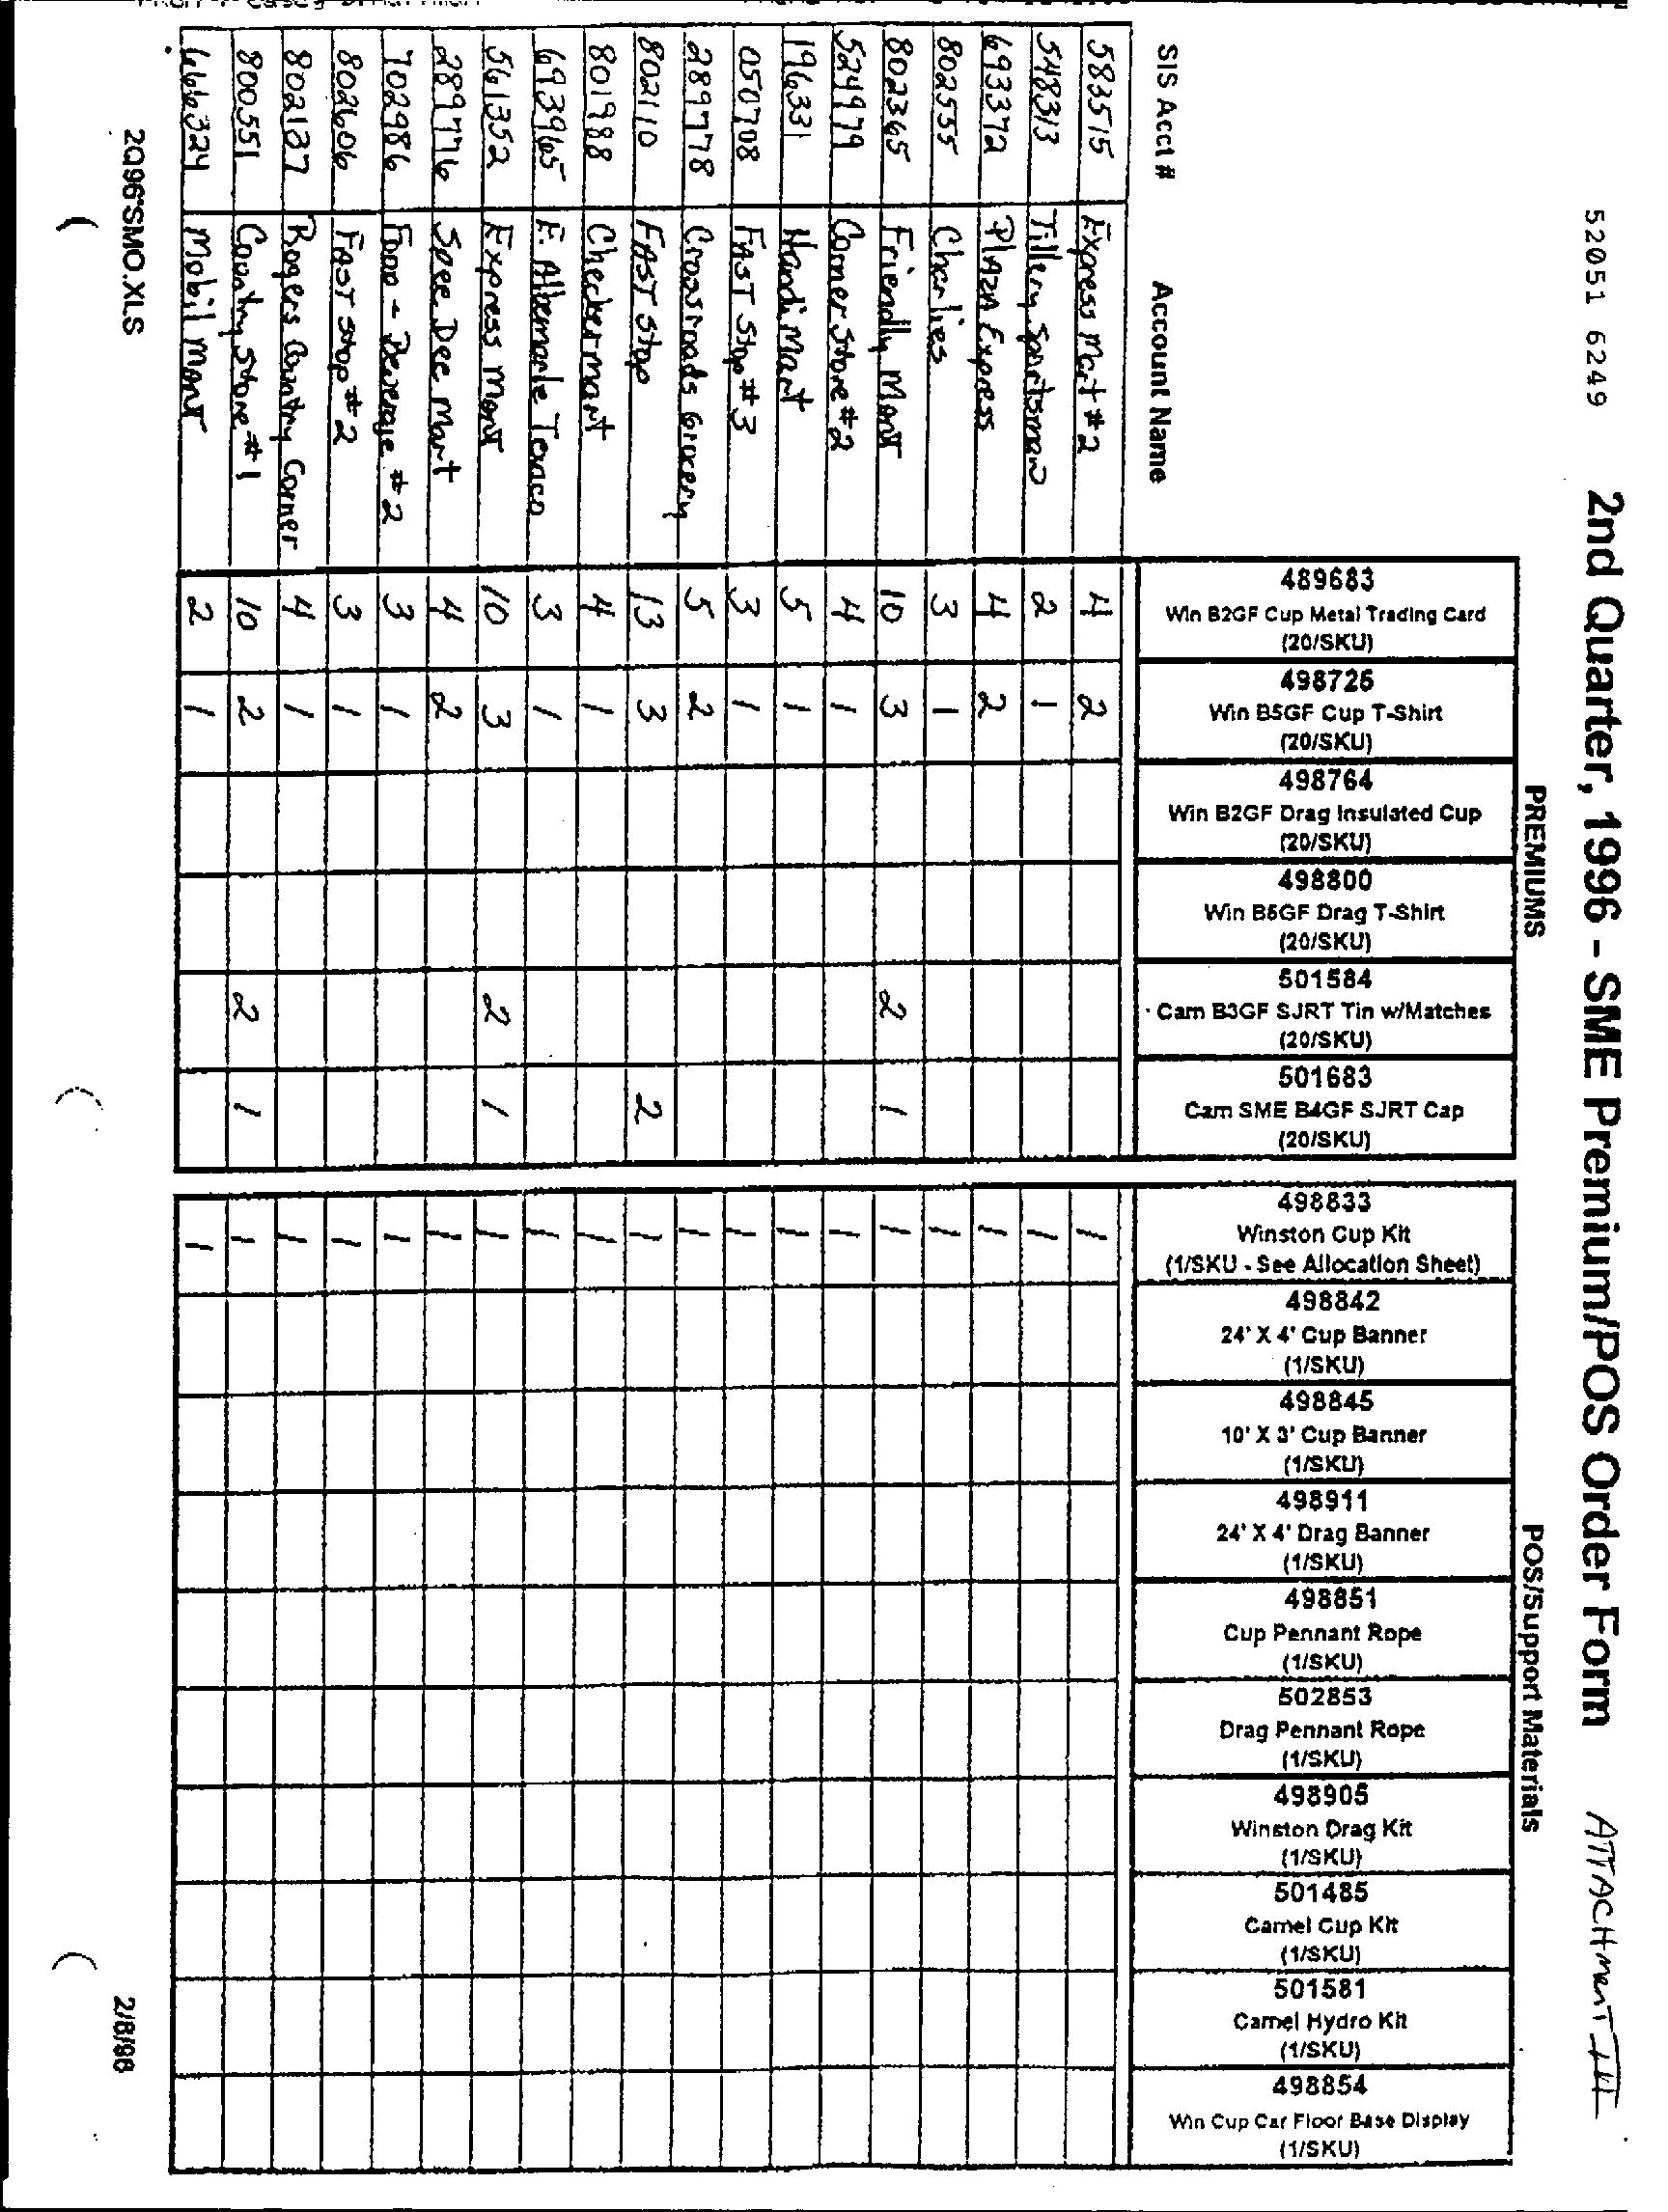 52051 6249
2nd Quarter, 1996 - SME Premium/POS Order Form
ATTACHMENT III
PREMIUMS
POS/Support Materials
SIS Acct #
Account Name
489683
Win B2GF Cup Metal Trading Card
(20/SKU)
498725
Win B5GF Cup T-Shirt
(20/SKU)
498764
Win B2GF Drag Insulated Cup
(20/SKU)
498800
Win B5GF Drag T-Shirt
(20/SKU)
501584
Cam B3GF SJRT Tin w/Matches
(20/SKU)
501683
Cam SME B4GF SJRT Cap
(20/SKU)
498833
Winston Cup Kit
(1/SKU - See Allocation Sheet)
498842
24' X 4' Cup Banner
(1/SKU)
498845
10' X 3' Cup Banner
(1/SKU)
498911
24' X 4' Drag Banner
(1/SKU)
498851
Cup Pennant Rope
(1/SKU)
502853
Drag Pennant Rope
(1/SKU)
498905
Winston Drag Kit
(1/SKU)
501485
Camel Cup Kit
(1/SKU)
501581
Camel Hydro Kit
(1/SKU)
498854
Win Cup Car Floor Base Display
(1/SKU)
583515 Express Mart #2 4 2 1
548313 Tillery Sportsman 2 1 1
693372 Plaza Express 4 2 1
802555 Charlies 3 1 1
802365 Friendly Mart 10 3 2 1 1
524979 Corner Store #2 4 1 1
196331 Handi Mart 5 1 1
050708 Fast Stop #3 3 1 1
289778 Crossroads Grocery 5 2 1
802110 Fast Stop 13 3 2 1
801988 Checkermart 4 1 1
693965 E. Albemarle Texaco 3 1 1
561352 Express Mart 10 3 2 1 1
289776 Spee Dee Mart 4 2 1
702986 Food - Beverage #2 3 1 1
802606 Fast Stop #2 3 1 1
802137 Rogers Country Corner 4 1 1
800551 Country Store #1 10 2 2 1 1
666324 Mobil Mart 2 1 1
2Q96'SMO.XLS
2/8/96